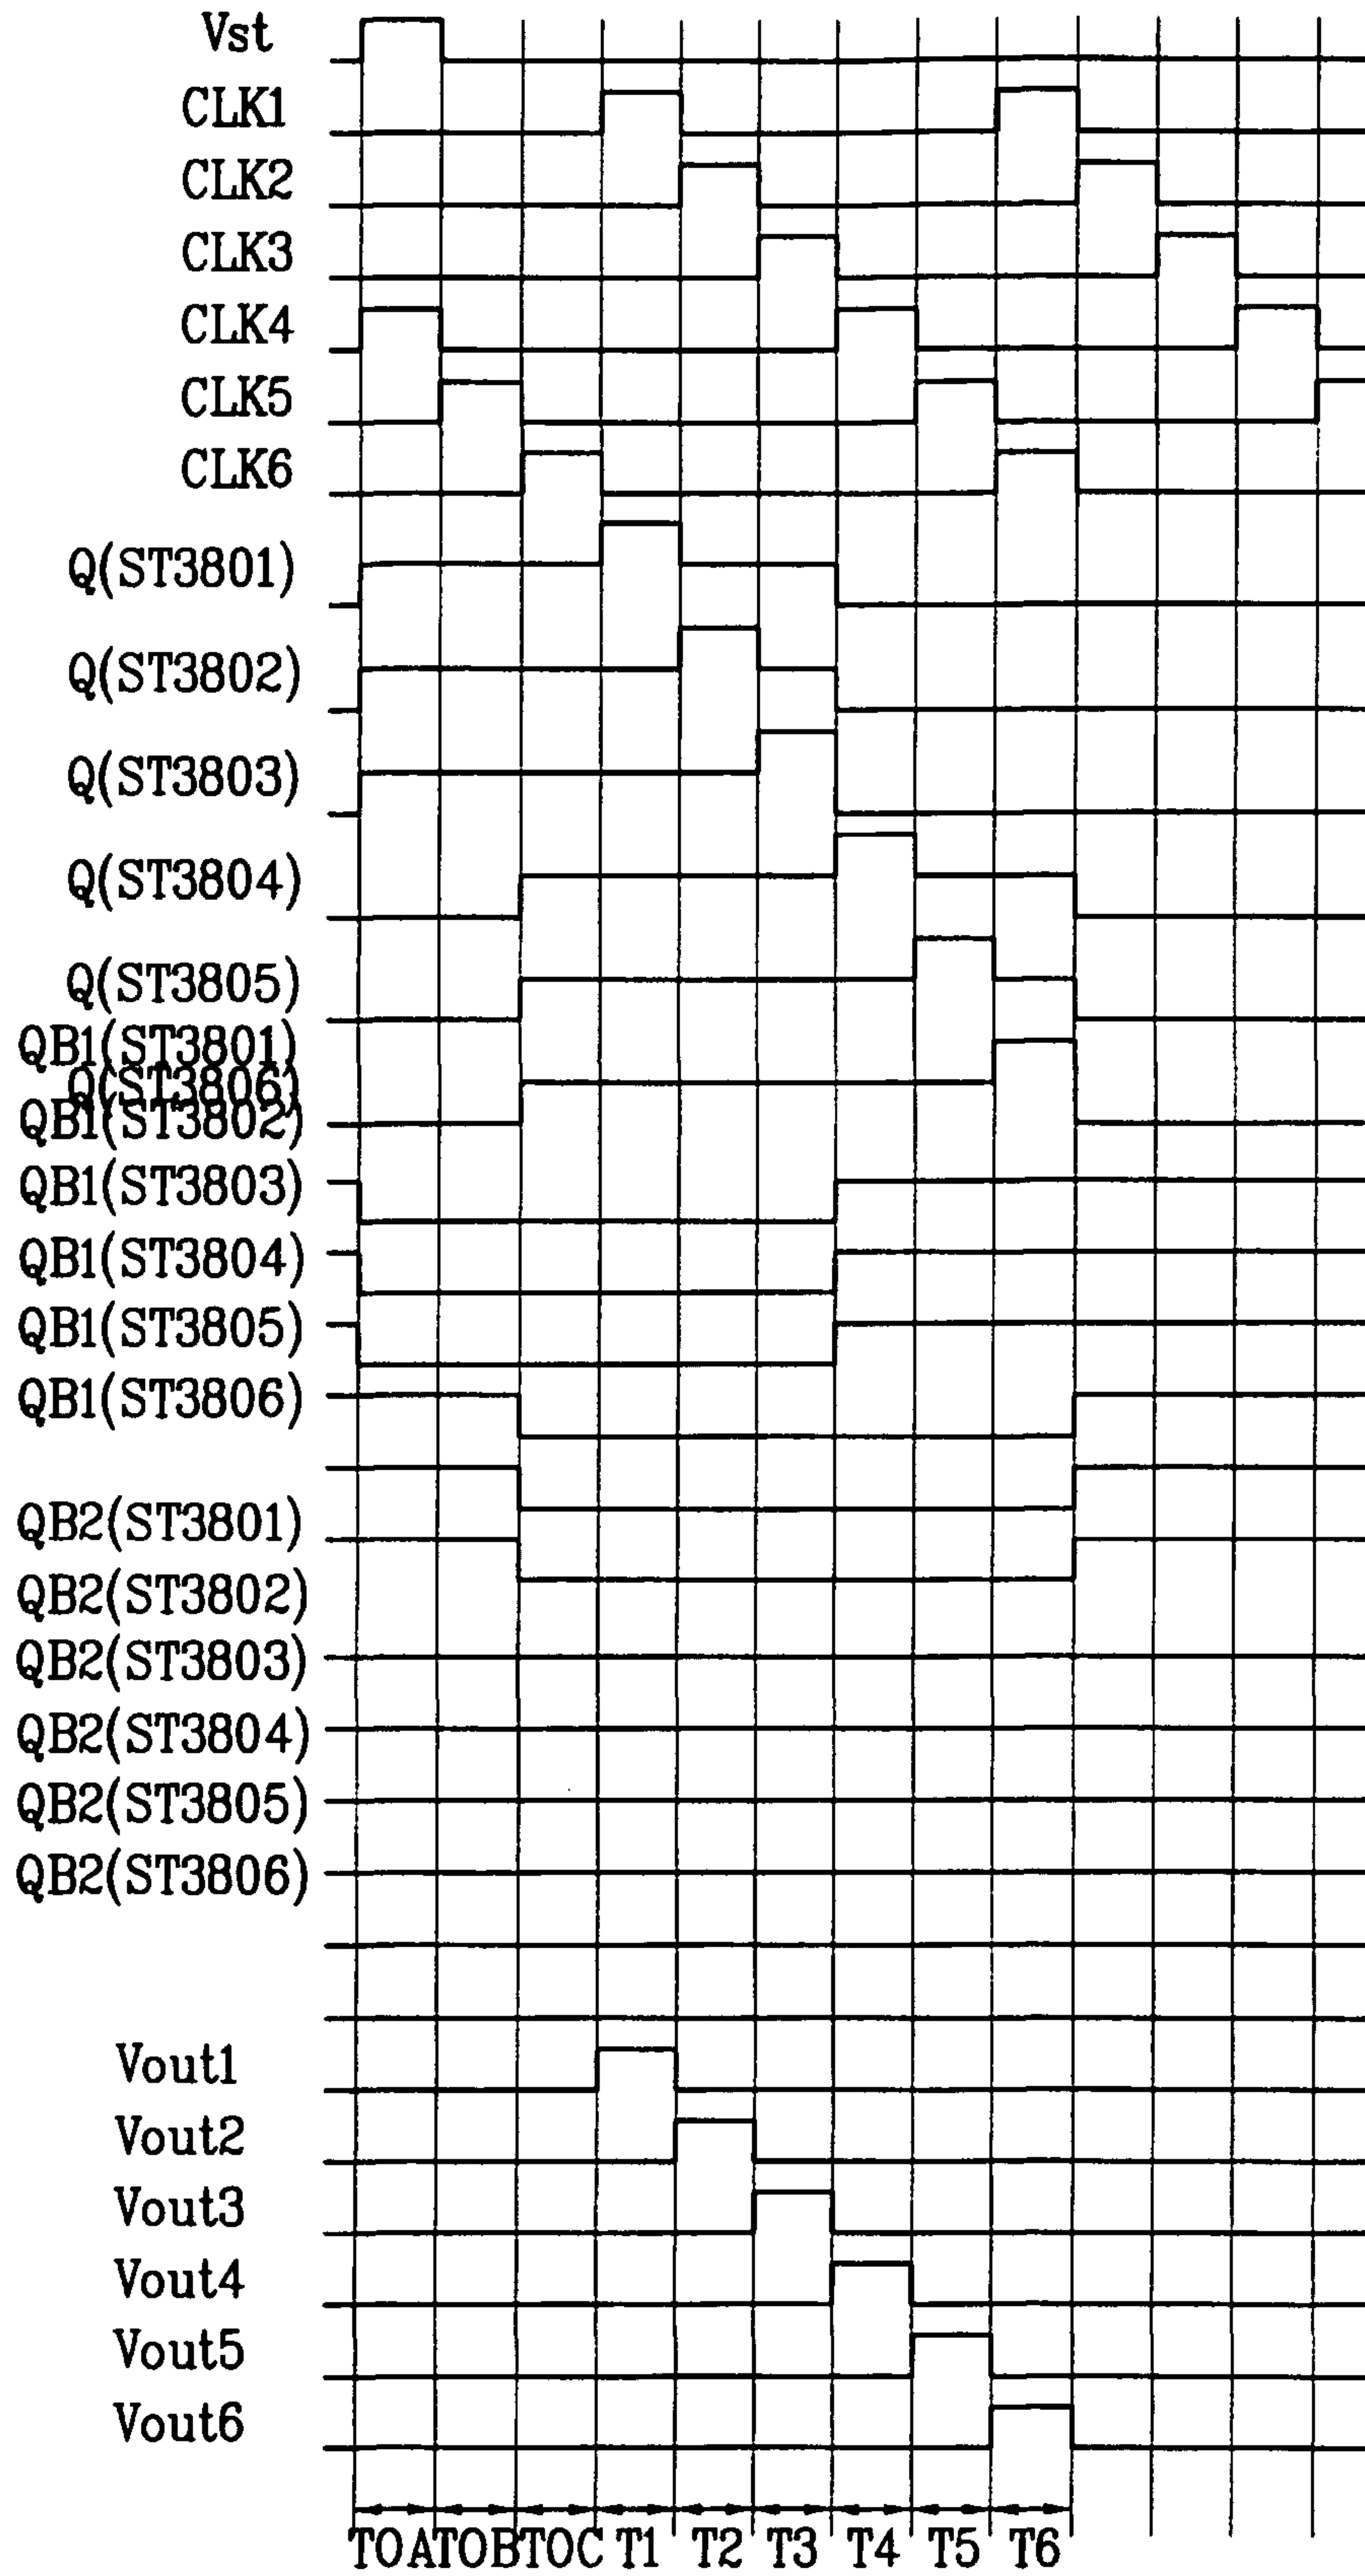 Vst
CLK1
CLK2
CLK3
CLK4
CLK5
CLK6
Q(ST3801)
Q(ST3802)
Q(ST3803)
Q(ST3804)
Q(ST3805)
QB1(ST3801)
Q(ST3806)
QB1(ST3802)
QB1(ST3803)
QB1(ST3804)
QB1(ST3805)
QB1(ST3806)
QB2(ST3801)
QB2(ST3802)
QB2(ST3803)
QB2(ST3804)
QB2(ST3805)
QB2(ST3806)
Vout1
Vout2
Vout3
Vout4
Vout5
Vout6
T0A T0B T0C T1 T2 T3 T4 T5 T6